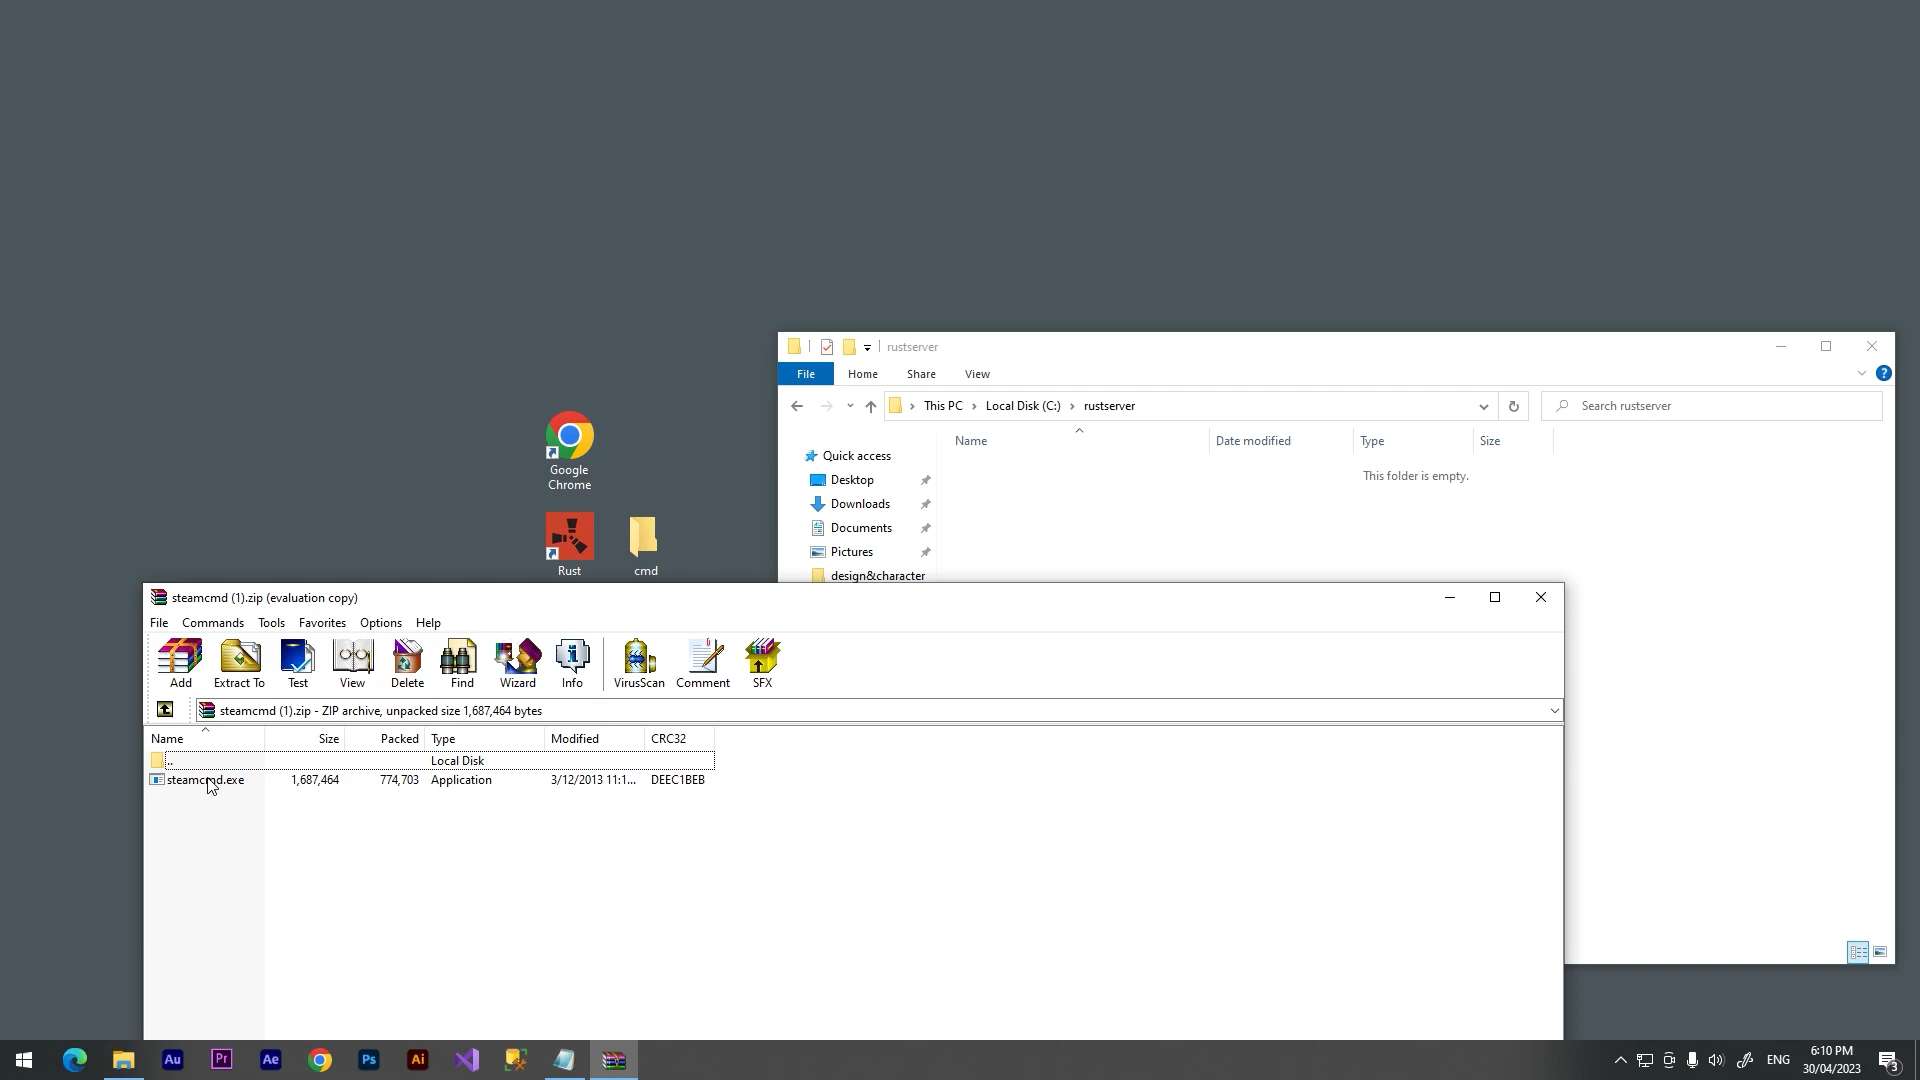 rustserver
File Home Share View
This PC Local Disk (C:) rustserver
Search rustserver
Name Date modified Type Size
This folder is empty.
Quick access
Desktop
Downloads
Documents
Pictures
design&character
Google
Chrome
Rust
cmd
steamcmd (1).zip (evaluation copy)
File Commands Tools Favorites Options Help
Add Extract To Test View Delete Find Wizard Info VirusScan Comment SFX
steamcmd (1).zip - ZIP archive, unpacked size 1,687,464 bytes
Name Size Packed Type Modified CRC32
.. Local Disk
steamcmd.exe 1,687,464 774,703 Application 3/12/2013 11:1... DEEC1BEB
Au Pr Ae Ps Ai
ENG
6:10 PM
30/04/2023
3